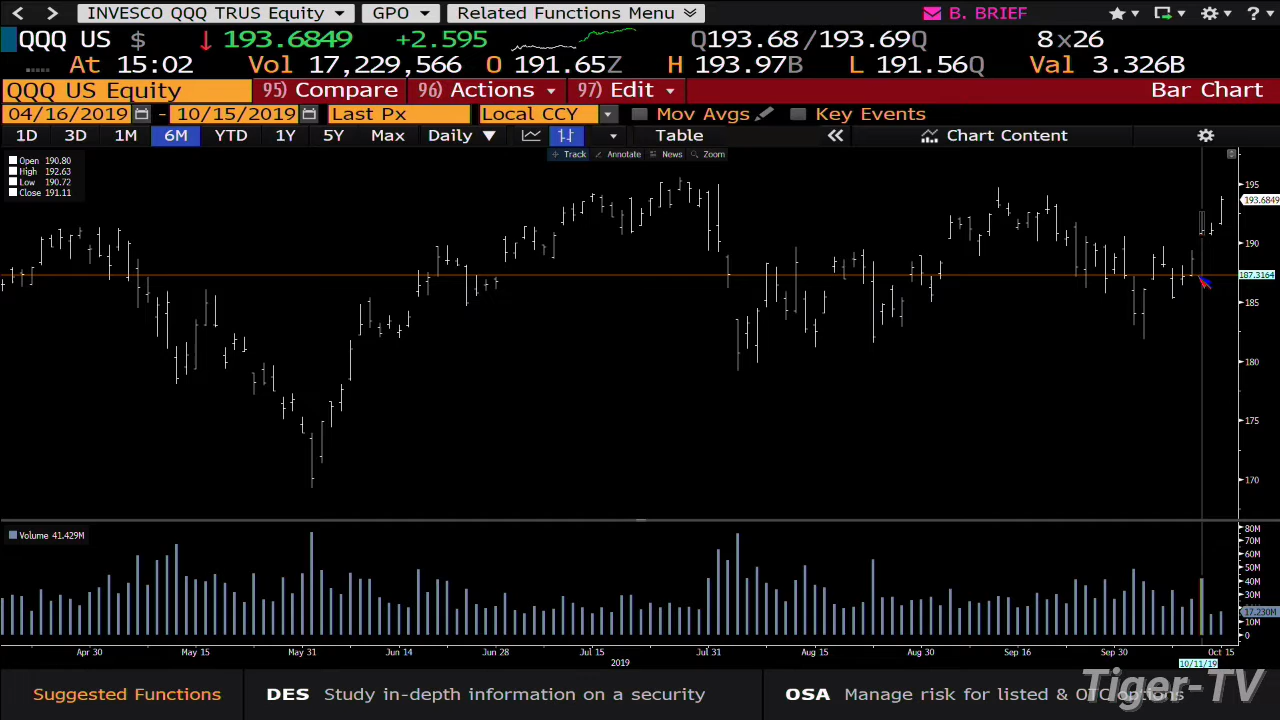 INVESCO QQQ TRUS Equity GPO Related Functions Menu B. BRIEF ?
QQQ US $ 193.6849 +2.595 Q193.68/193.69Q 8x26
At 15:02 Vol 17,229,566 O 191.65Z H 193.97B L 191.56Q Val 3.326B
QQQ US Equity 95) Compare 96) Actions 97) Edit Bar Chart
04/16/2019 - 10/15/2019 Last Px Local CCY Mov Avgs Key Events
1D 3D 1M 6M YTD 1Y 5Y Max Daily Table Chart Content
Track Annotate News Zoom
Open 190.80
High 192.63
Low 190.72
Close 191.11
195
193.6849
190
187.3164
185
180
175
170
Volume 41.429M
80M
70M
60M
50M
40M
30M
17.230M
10M
0
Apr 30 May 15 May 31 Jun 14 Jun 28 Jul 15 Jul 31 Aug 15 Aug 30 Sep 16 Sep 30 Oct 15
2019
10/11/19
Suggested Functions DES Study in-depth information on a security OSA Manage risk for listed & OTC options
Tiger-TV